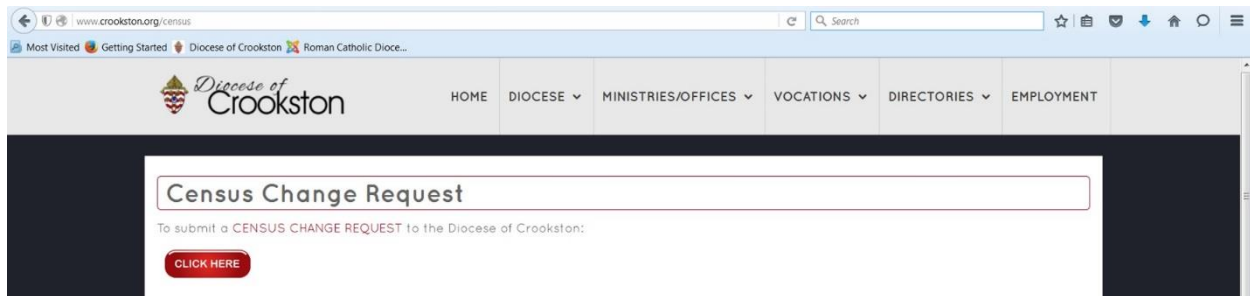 www.crookston.org/census
Search
Most Visited Getting Started Diocese of Crookston Roman Catholic Dioce...
Diocese of
Crookston
HOME DIOCESE MINISTRIES/OFFICES VOCATIONS DIRECTORIES EMPLOYMENT
Census Change Request
To submit a CENSUS CHANGE REQUEST to the Diocese of Crookston:
CLICK HERE